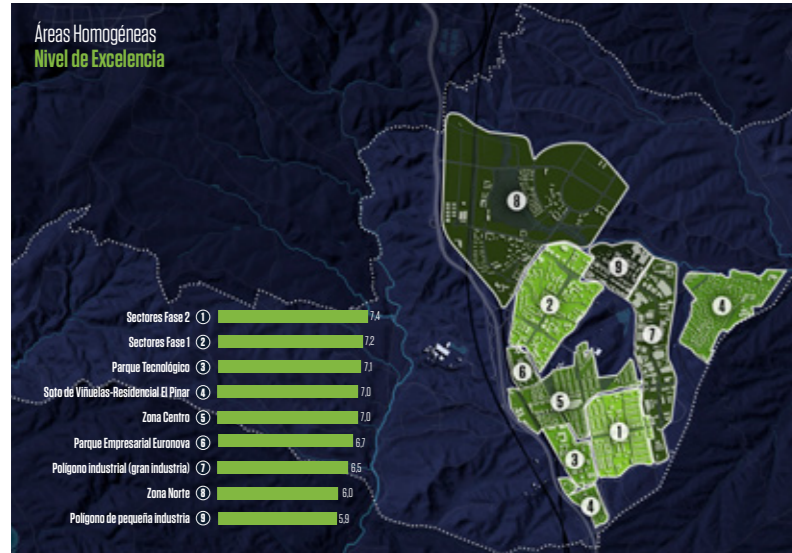 Áreas Homogéneas
Nivel de Excelencia
Sectores Fase 2 1 7,4
Sectores Fase 1 2 7,2
Parque Tecnológico 3 7,1
Soto de Viñuelas-Residencial El Pinar 4 7,0
Zona Centro 5 7,0
Parque Empresarial Euronova 6 6,7
Polígono industrial (gran industria) 7 6,5
Zona Norte 8 6,0
Polígono de pequeña industria 9 5,9
8
9
2
4
7
6
5
1
3
4